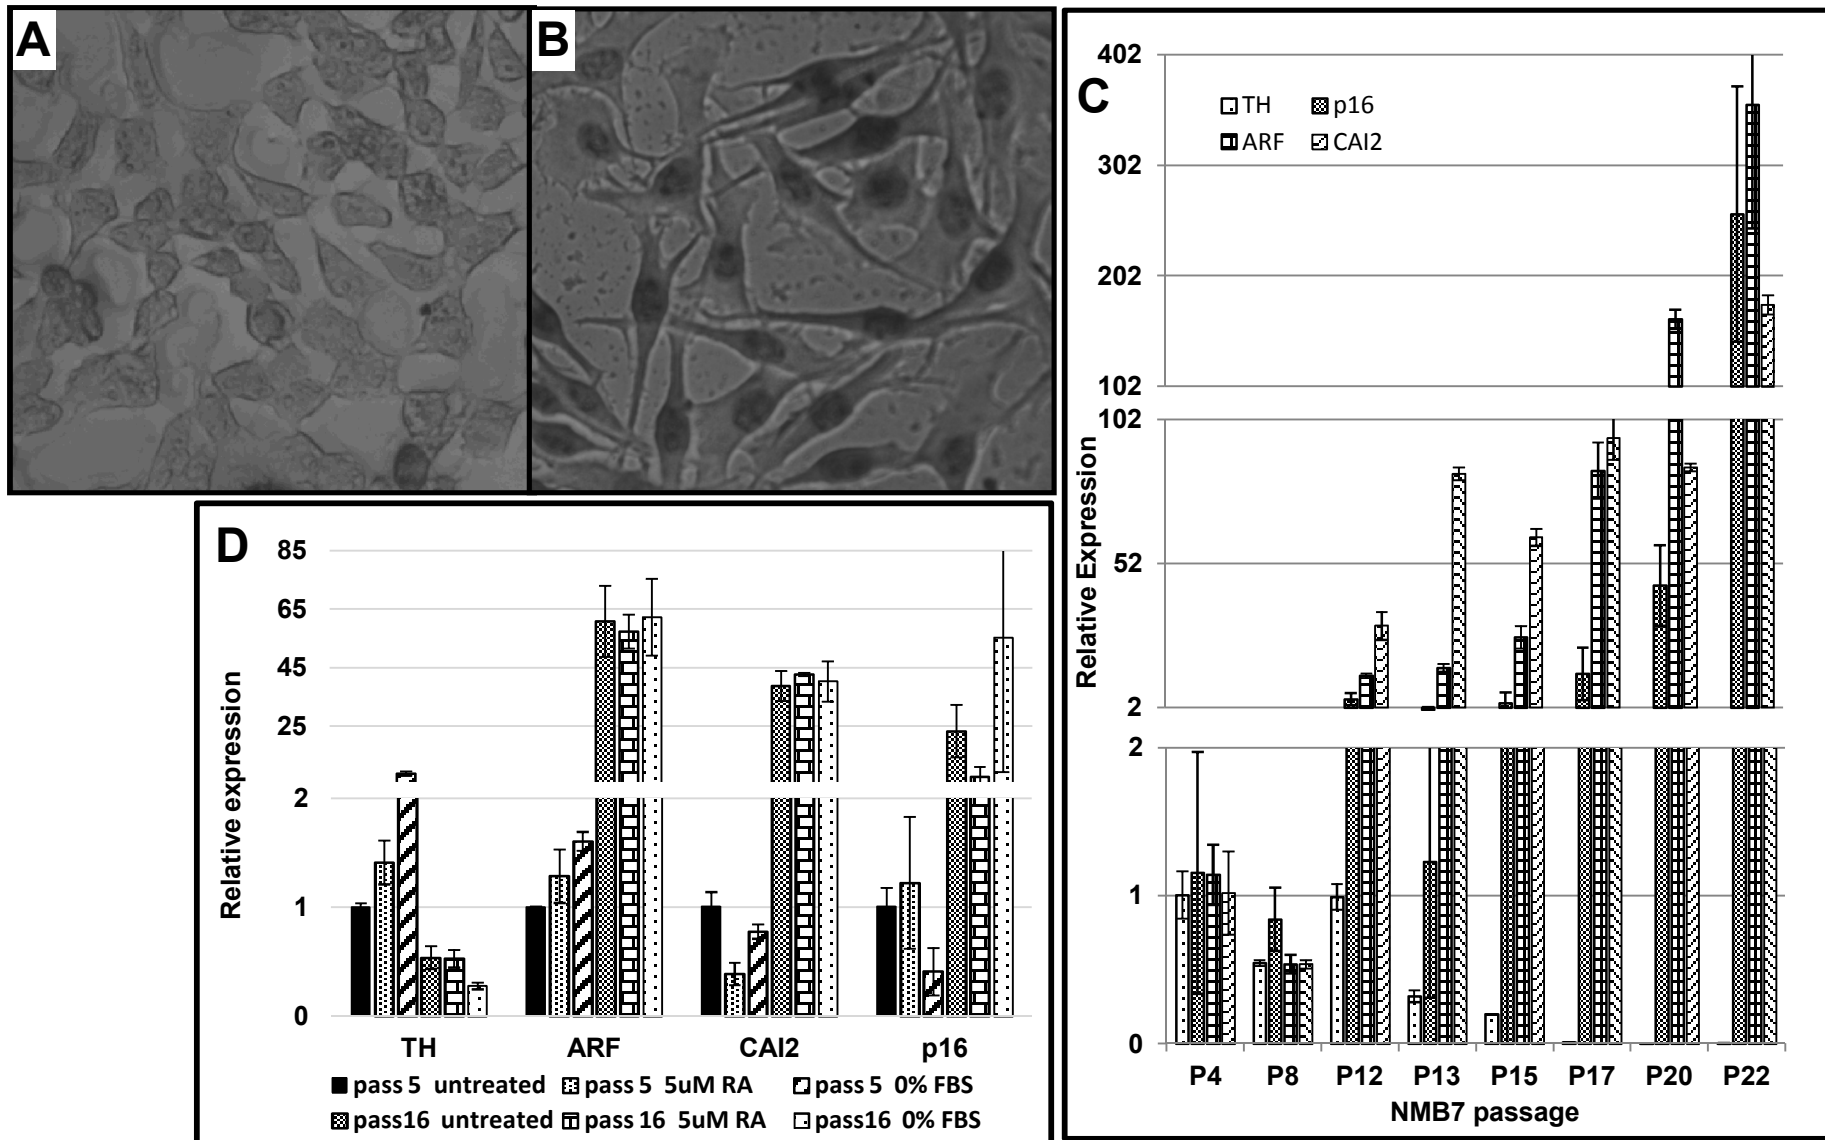 A
B
C
TH p16
ARF CAI2
402
302
202
102
102
52
2
2
1
0
Relative Expression
P4 P8 P12 P13 P15 P17 P20 P22
NMB7 passage
D
85
65
45
25
2
1
0
Relative expression
TH ARF CAI2 p16
pass 5 untreated pass 5 5uM RA pass 5 0% FBS
pass16 untreated pass 16 5uM RA pass16 0% FBS